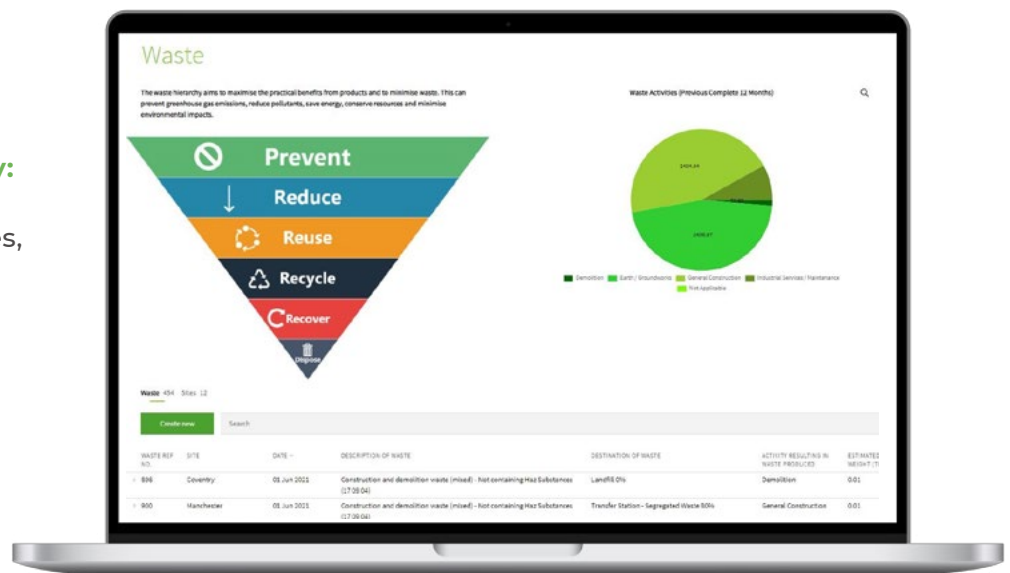 y:
es,
Waste
The waste hierarchy aims to maximise the practical benefits from products and to minimise waste. This can
prevent greenhouse gas emissions, reduce pollutants, save energy, conserve resources and minimise
environmental impacts.
Waste Activities (Previous Complete 12 Months)
Prevent
Reduce
Reuse
Recycle
Recover
Dispose
Demolition Earth / Groundworks General Construction Industrial Services / Maintenance
Not Applicable
Waste 494 Sites 12
Create new Search
WASTE REF NO. SITE DATE DESCRIPTION OF WASTE DESTINATION OF WASTE ACTIVITY RESULTING IN WASTE PRODUCED ESTIMATED WEIGHT
Coventry 01 Jun 2021 Construction and demolition waste (mixed) - Not containing Haz Substances Landfill 0% Demolition 0.01
(17 09 04)
900 Manchester 01 Jun 2021 Construction and demolition waste (mixed) - Not containing Haz Substances Transfer Station - Segregated Waste 80% General Construction 0.01
(17 09 04)